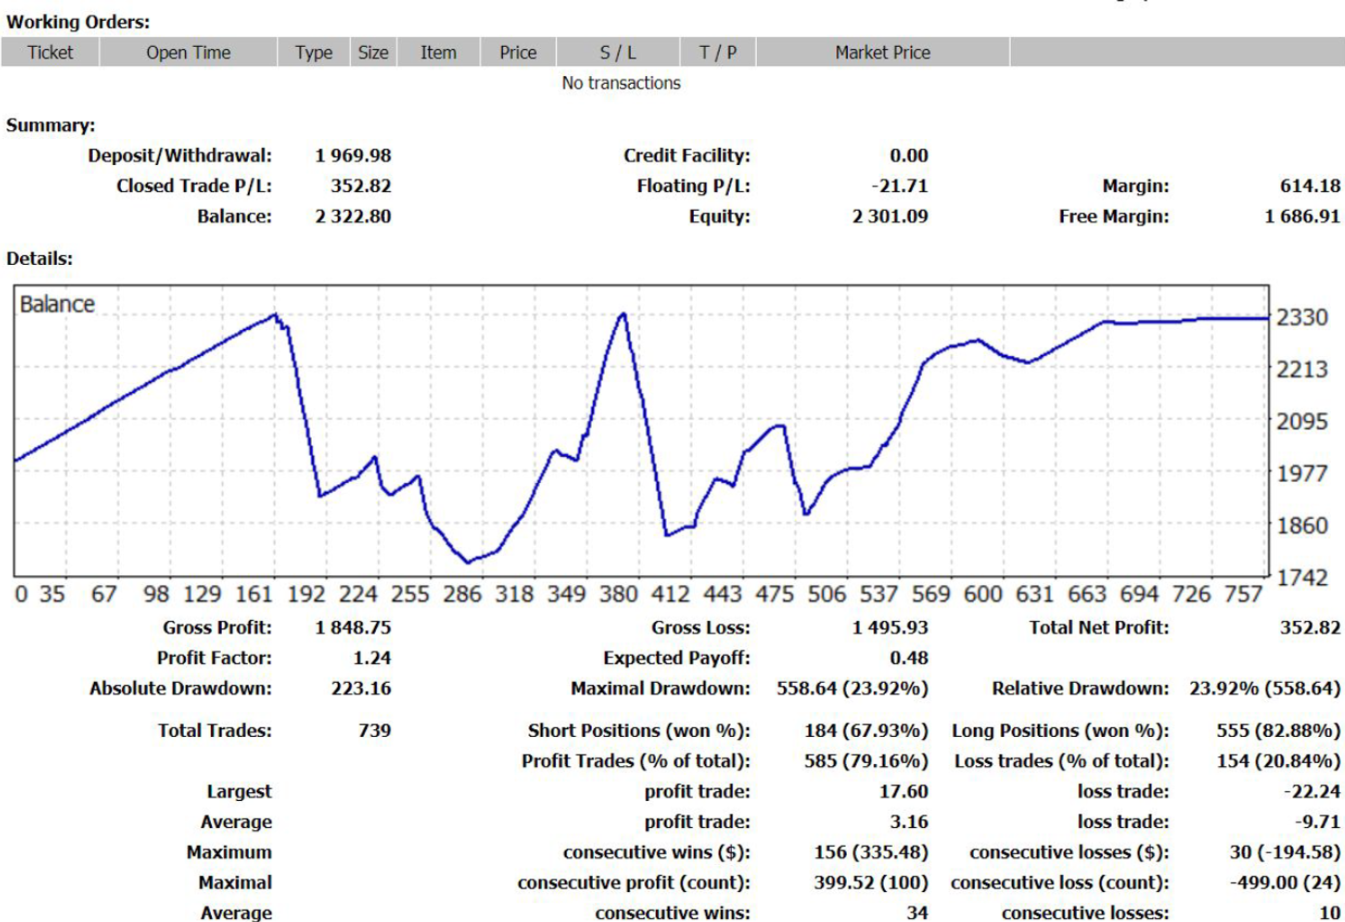 Working Orders:
Ticket Open Time Type Size Item Price S / L T / P Market Price
No transactions
Summary:
Deposit/Withdrawal: 1 969.98 Credit Facility: 0.00
Closed Trade P/L: 352.82 Floating P/L: -21.71 Margin: 614.18
Balance: 2 322.80 Equity: 2 301.09 Free Margin: 1 686.91
Details:
Balance
2330
2213
2095
1977
1860
1742
0 35 67 98 129 161 192 224 255 286 318 349 380 412 443 475 506 537 569 600 631 663 694 726 757
Gross Profit: 1 848.75 Gross Loss: 1 495.93 Total Net Profit: 352.82
Profit Factor: 1.24 Expected Payoff: 0.48
Absolute Drawdown: 223.16 Maximal Drawdown: 558.64 (23.92%) Relative Drawdown: 23.92% (558.64)
Total Trades: 739 Short Positions (won %): 184 (67.93%) Long Positions (won %): 555 (82.88%)
Profit Trades (% of total): 585 (79.16%) Loss trades (% of total): 154 (20.84%)
Largest profit trade: 17.60 loss trade: -22.24
Average profit trade: 3.16 loss trade: -9.71
Maximum consecutive wins ($): 156 (335.48) consecutive losses ($): 30 (-194.58)
Maximal consecutive profit (count): 399.52 (100) consecutive loss (count): -499.00 (24)
Average consecutive wins: 34 consecutive losses: 10